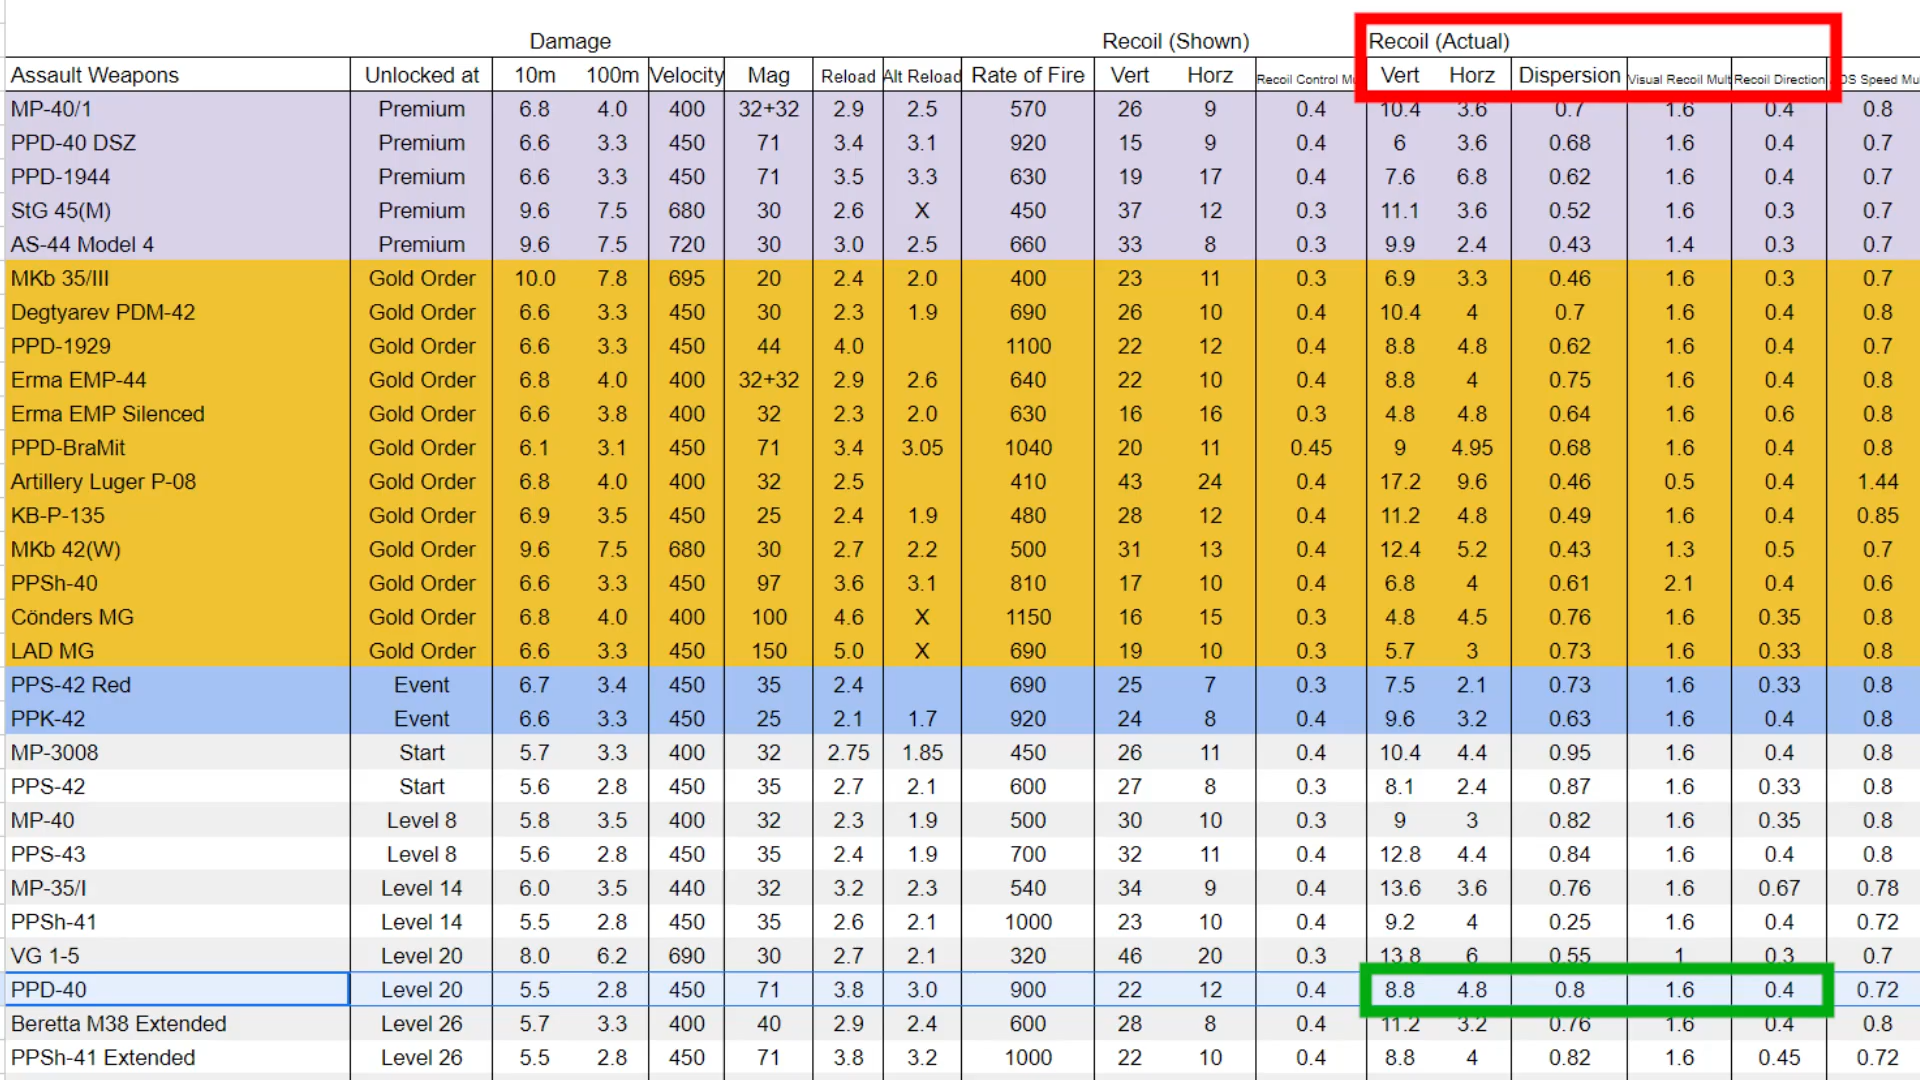 Damage Recoil (Shown) Recoil (Actual)
Assault Weapons Unlocked at 10m 100m Velocity Mag Reload Alt Reload Rate of Fire Vert Horz Recoil Control Mu Vert Horz Dispersion Visual Recoil Mult Recoil Direction DS Speed Mu
MP-40/1 Premium 6.8 4.0 400 32+32 2.9 2.5 570 26 9 0.4 10.4 3.6 0.7 1.6 0.4 0.8
PPD-40 DSZ Premium 6.6 3.3 450 71 3.4 3.1 920 15 9 0.4 6 3.6 0.68 1.6 0.4 0.7
PPD-1944 Premium 6.6 3.3 450 71 3.5 3.3 630 19 17 0.4 7.6 6.8 0.62 1.6 0.4 0.7
StG 45(M) Premium 9.6 7.5 680 30 2.6 X 450 37 12 0.3 11.1 3.6 0.52 1.6 0.3 0.7
AS-44 Model 4 Premium 9.6 7.5 720 30 3.0 2.5 660 33 8 0.3 9.9 2.4 0.43 1.4 0.3 0.7
MKb 35/III Gold Order 10.0 7.8 695 20 2.4 2.0 400 23 11 0.3 6.9 3.3 0.46 1.6 0.3 0.7
Degtyarev PDM-42 Gold Order 6.6 3.3 450 30 2.3 1.9 690 26 10 0.4 10.4 4 0.7 1.6 0.4 0.8
PPD-1929 Gold Order 6.6 3.3 450 44 4.0 1100 22 12 0.4 8.8 4.8 0.62 1.6 0.4 0.7
Erma EMP-44 Gold Order 6.8 4.0 400 32+32 2.9 2.6 640 22 10 0.4 8.8 4 0.75 1.6 0.4 0.8
Erma EMP Silenced Gold Order 6.6 3.8 400 32 2.3 2.0 630 16 16 0.3 4.8 4.8 0.64 1.6 0.6 0.8
PPD-BraMit Gold Order 6.1 3.1 450 71 3.4 3.05 1040 20 11 0.45 9 4.95 0.68 1.6 0.4 0.8
Artillery Luger P-08 Gold Order 6.8 4.0 400 32 2.5 410 43 24 0.4 17.2 9.6 0.46 0.5 0.4 1.44
KB-P-135 Gold Order 6.9 3.5 450 25 2.4 1.9 480 28 12 0.4 11.2 4.8 0.49 1.6 0.4 0.85
MKb 42(W) Gold Order 9.6 7.5 680 30 2.7 2.2 500 31 13 0.4 12.4 5.2 0.43 1.3 0.5 0.7
PPSh-40 Gold Order 6.6 3.3 450 97 3.6 3.1 810 17 10 0.4 6.8 4 0.61 2.1 0.4 0.6
Cönders MG Gold Order 6.8 4.0 400 100 4.6 X 1150 16 15 0.3 4.8 4.5 0.76 1.6 0.35 0.8
LAD MG Gold Order 6.6 3.3 450 150 5.0 X 690 19 10 0.3 5.7 3 0.73 1.6 0.33 0.8
PPS-42 Red Event 6.7 3.4 450 35 2.4 690 25 7 0.3 7.5 2.1 0.73 1.6 0.33 0.8
PPK-42 Event 6.6 3.3 450 25 2.1 1.7 920 24 8 0.4 9.6 3.2 0.63 1.6 0.4 0.8
MP-3008 Start 5.7 3.3 400 32 2.75 1.85 450 26 11 0.4 10.4 4.4 0.95 1.6 0.4 0.8
PPS-42 Start 5.6 2.8 450 35 2.7 2.1 600 27 8 0.3 8.1 2.4 0.87 1.6 0.33 0.8
MP-40 Level 8 5.8 3.5 400 32 2.3 1.9 500 30 10 0.3 9 3 0.82 1.6 0.35 0.8
PPS-43 Level 8 5.6 2.8 450 35 2.4 1.9 700 32 11 0.4 12.8 4.4 0.84 1.6 0.4 0.8
MP-35/I Level 14 6.0 3.5 440 32 3.2 2.3 540 34 9 0.4 13.6 3.6 0.76 1.6 0.67 0.78
PPSh-41 Level 14 5.5 2.8 450 35 2.6 2.1 1000 23 10 0.4 9.2 4 0.25 1.6 0.4 0.72
VG 1-5 Level 20 8.0 6.2 690 30 2.7 2.1 320 46 20 0.3 13.8 6 0.55 1 0.3 0.7
PPD-40 Level 20 5.5 2.8 450 71 3.8 3.0 900 22 12 0.4 8.8 4.8 0.8 1.6 0.4 0.72
Beretta M38 Extended Level 26 5.7 3.3 400 40 2.9 2.4 600 28 8 0.4 11.2 3.2 0.76 1.6 0.4 0.8
PPSh-41 Extended Level 26 5.5 2.8 450 71 3.8 3.2 1000 22 10 0.4 8.8 4 0.82 1.6 0.45 0.72